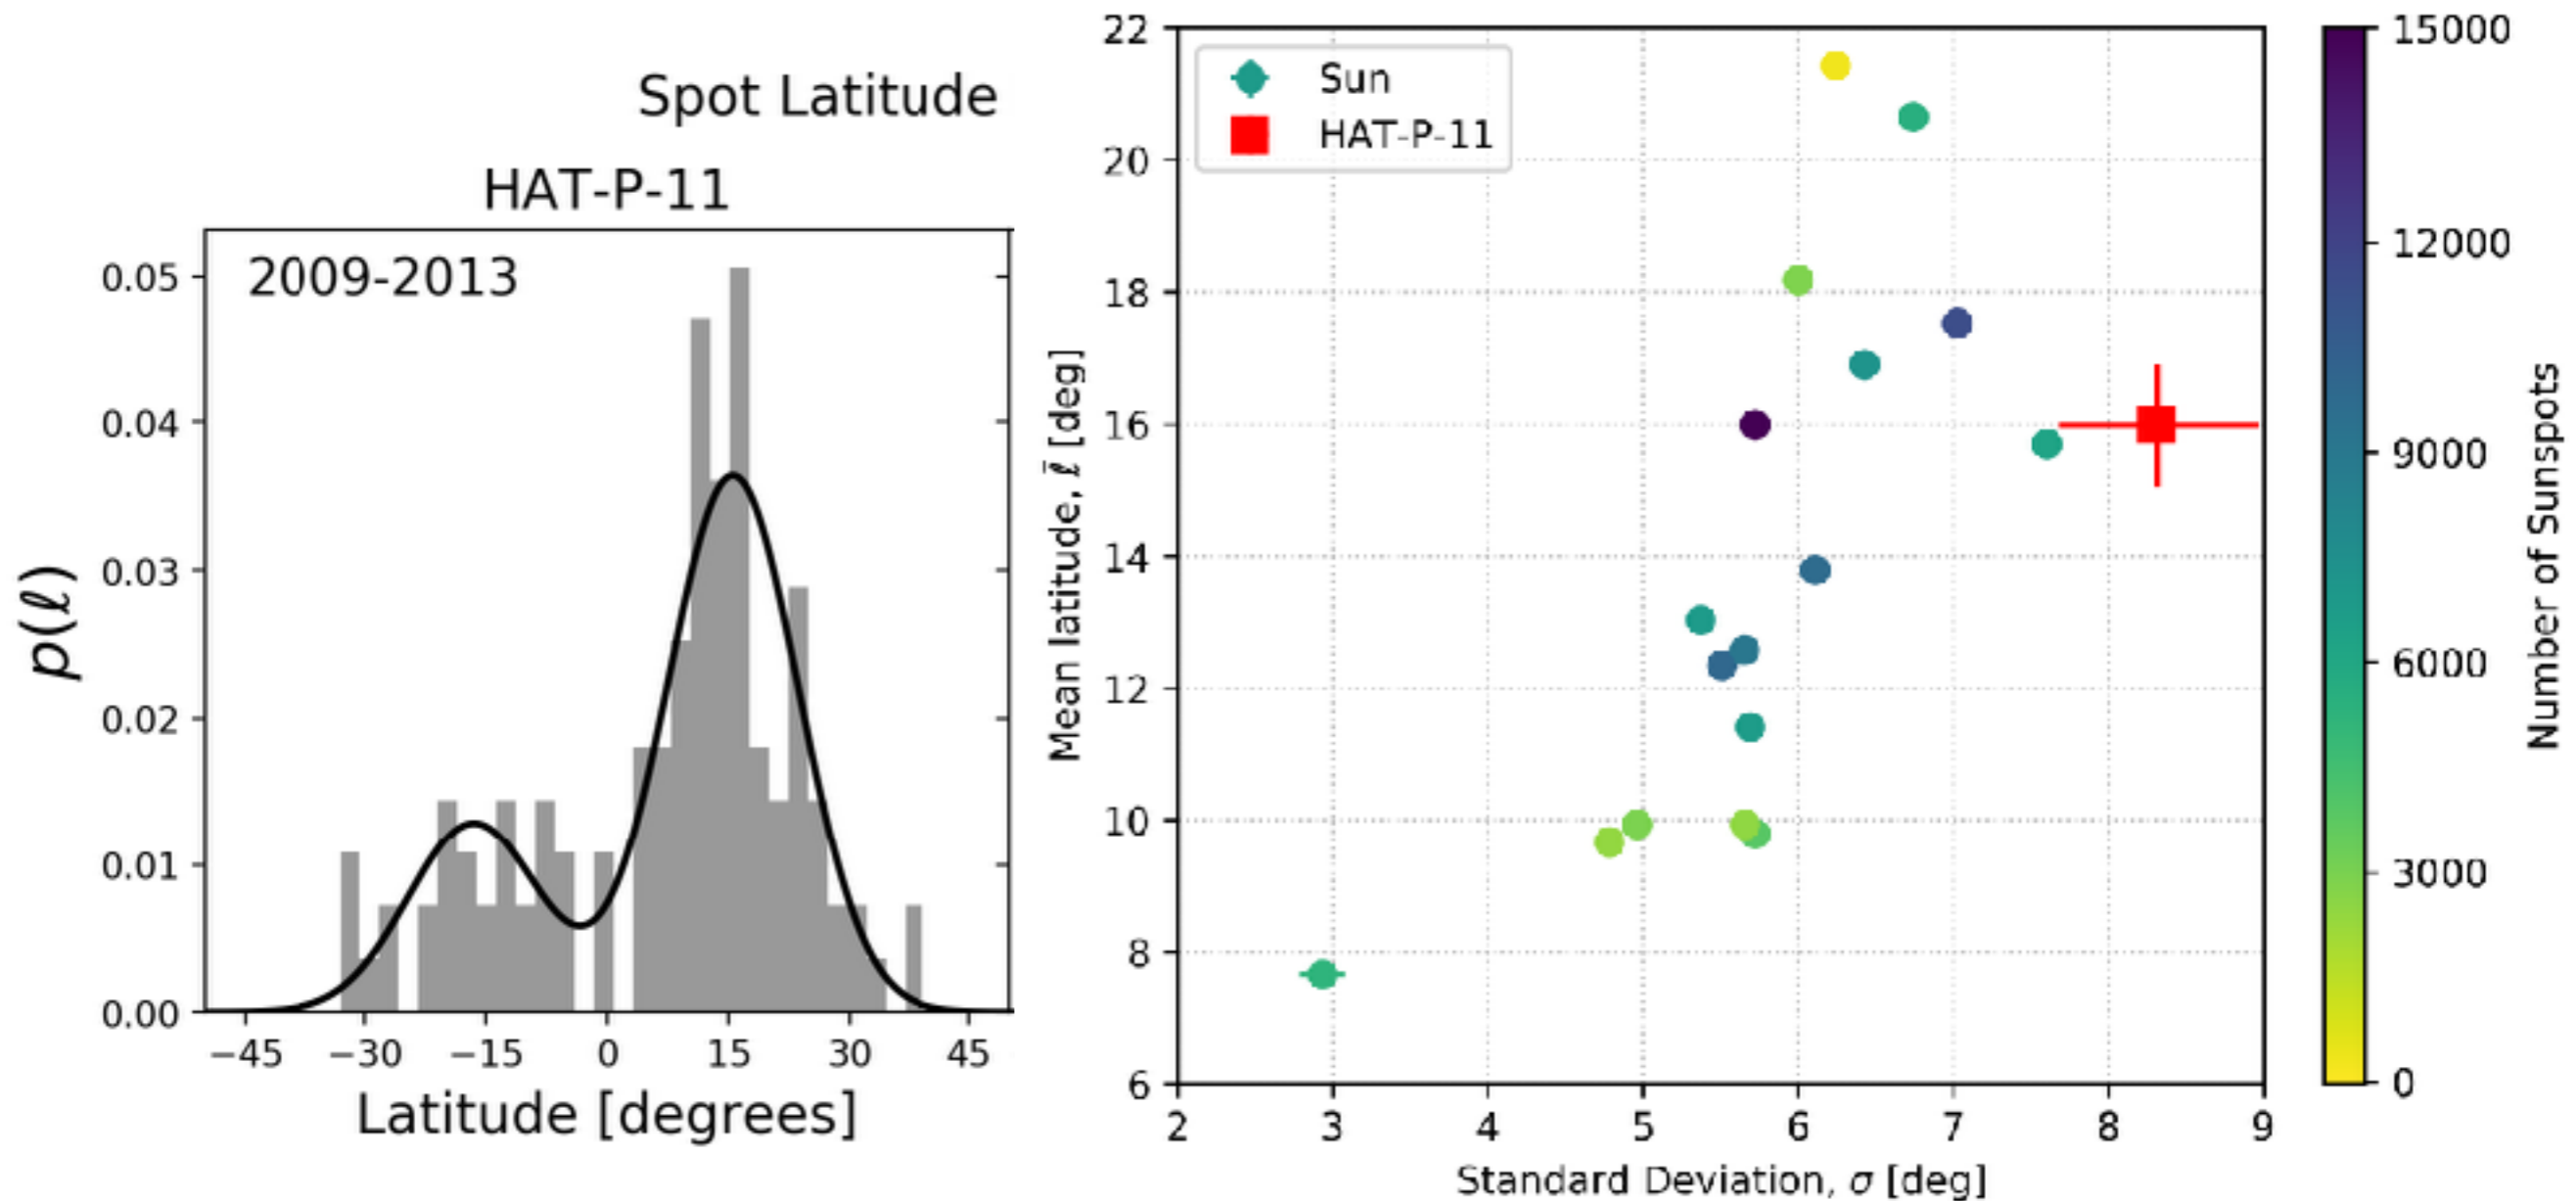 Spot Latitude
HAT-P-11
2009-2013
0.05
0.04
0.03
0.02
0.01
0.00
p(ℓ)
−45 −30 −15 0 15 30 45
Latitude [degrees]
22
20
18
16
14
12
10
8
6
Mean latitude, ℓ̄ [deg]
Sun
HAT-P-11
2 3 4 5 6 7 8 9
Standard Deviation, σ [deg]
15000
12000
9000
6000
3000
0
Number of Sunspots